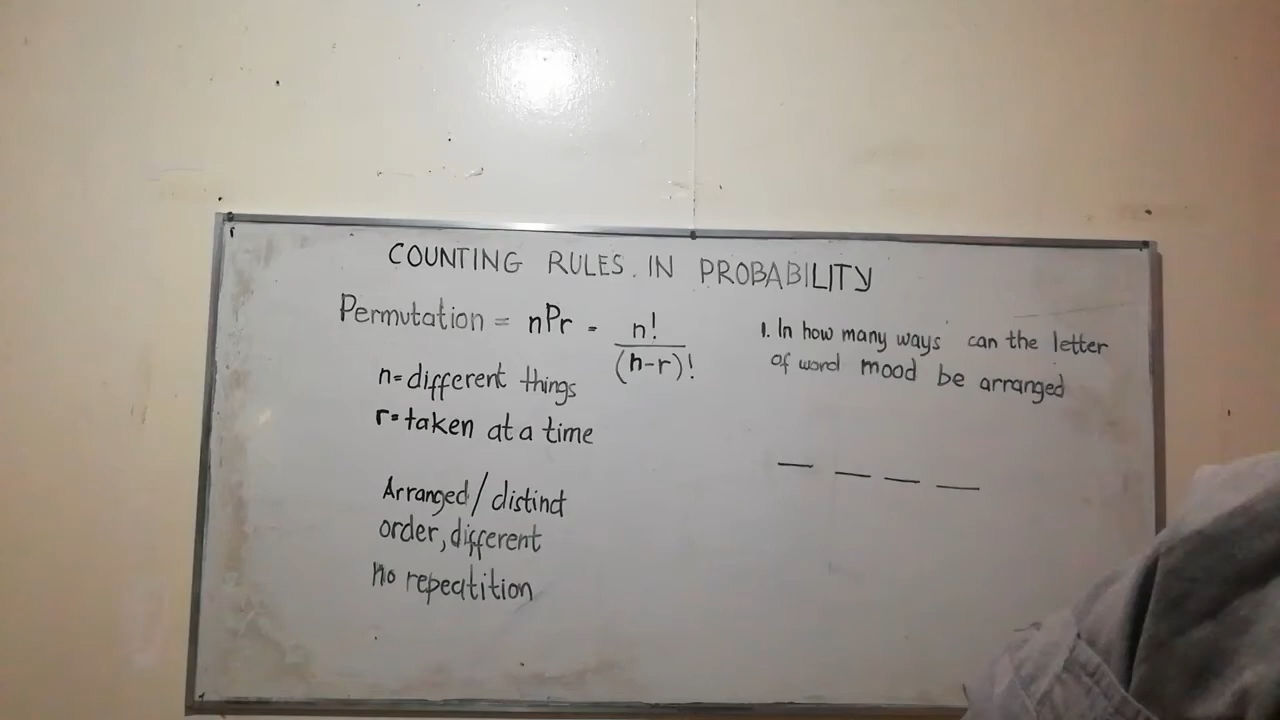 COUNTING RULES IN PROBABILITY
Permutation = nPr = n!
(n-r)!
n=different things
r=taken at a time
Arranged/distinct
order, different
no repeatition
1. In how many ways can the letter
of word mood be arranged